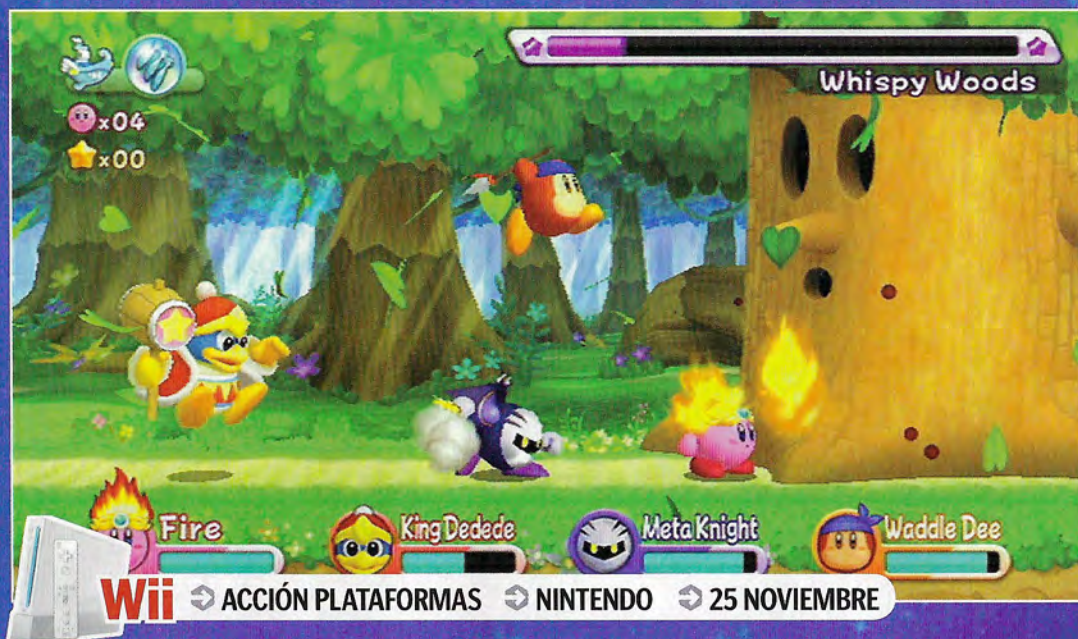 Whispy Woods
x04
x00
Fire King Dedede Meta Knight Waddle Dee
Wii ACCIÓN PLATAFORMAS NINTENDO 25 NOVIEMBRE